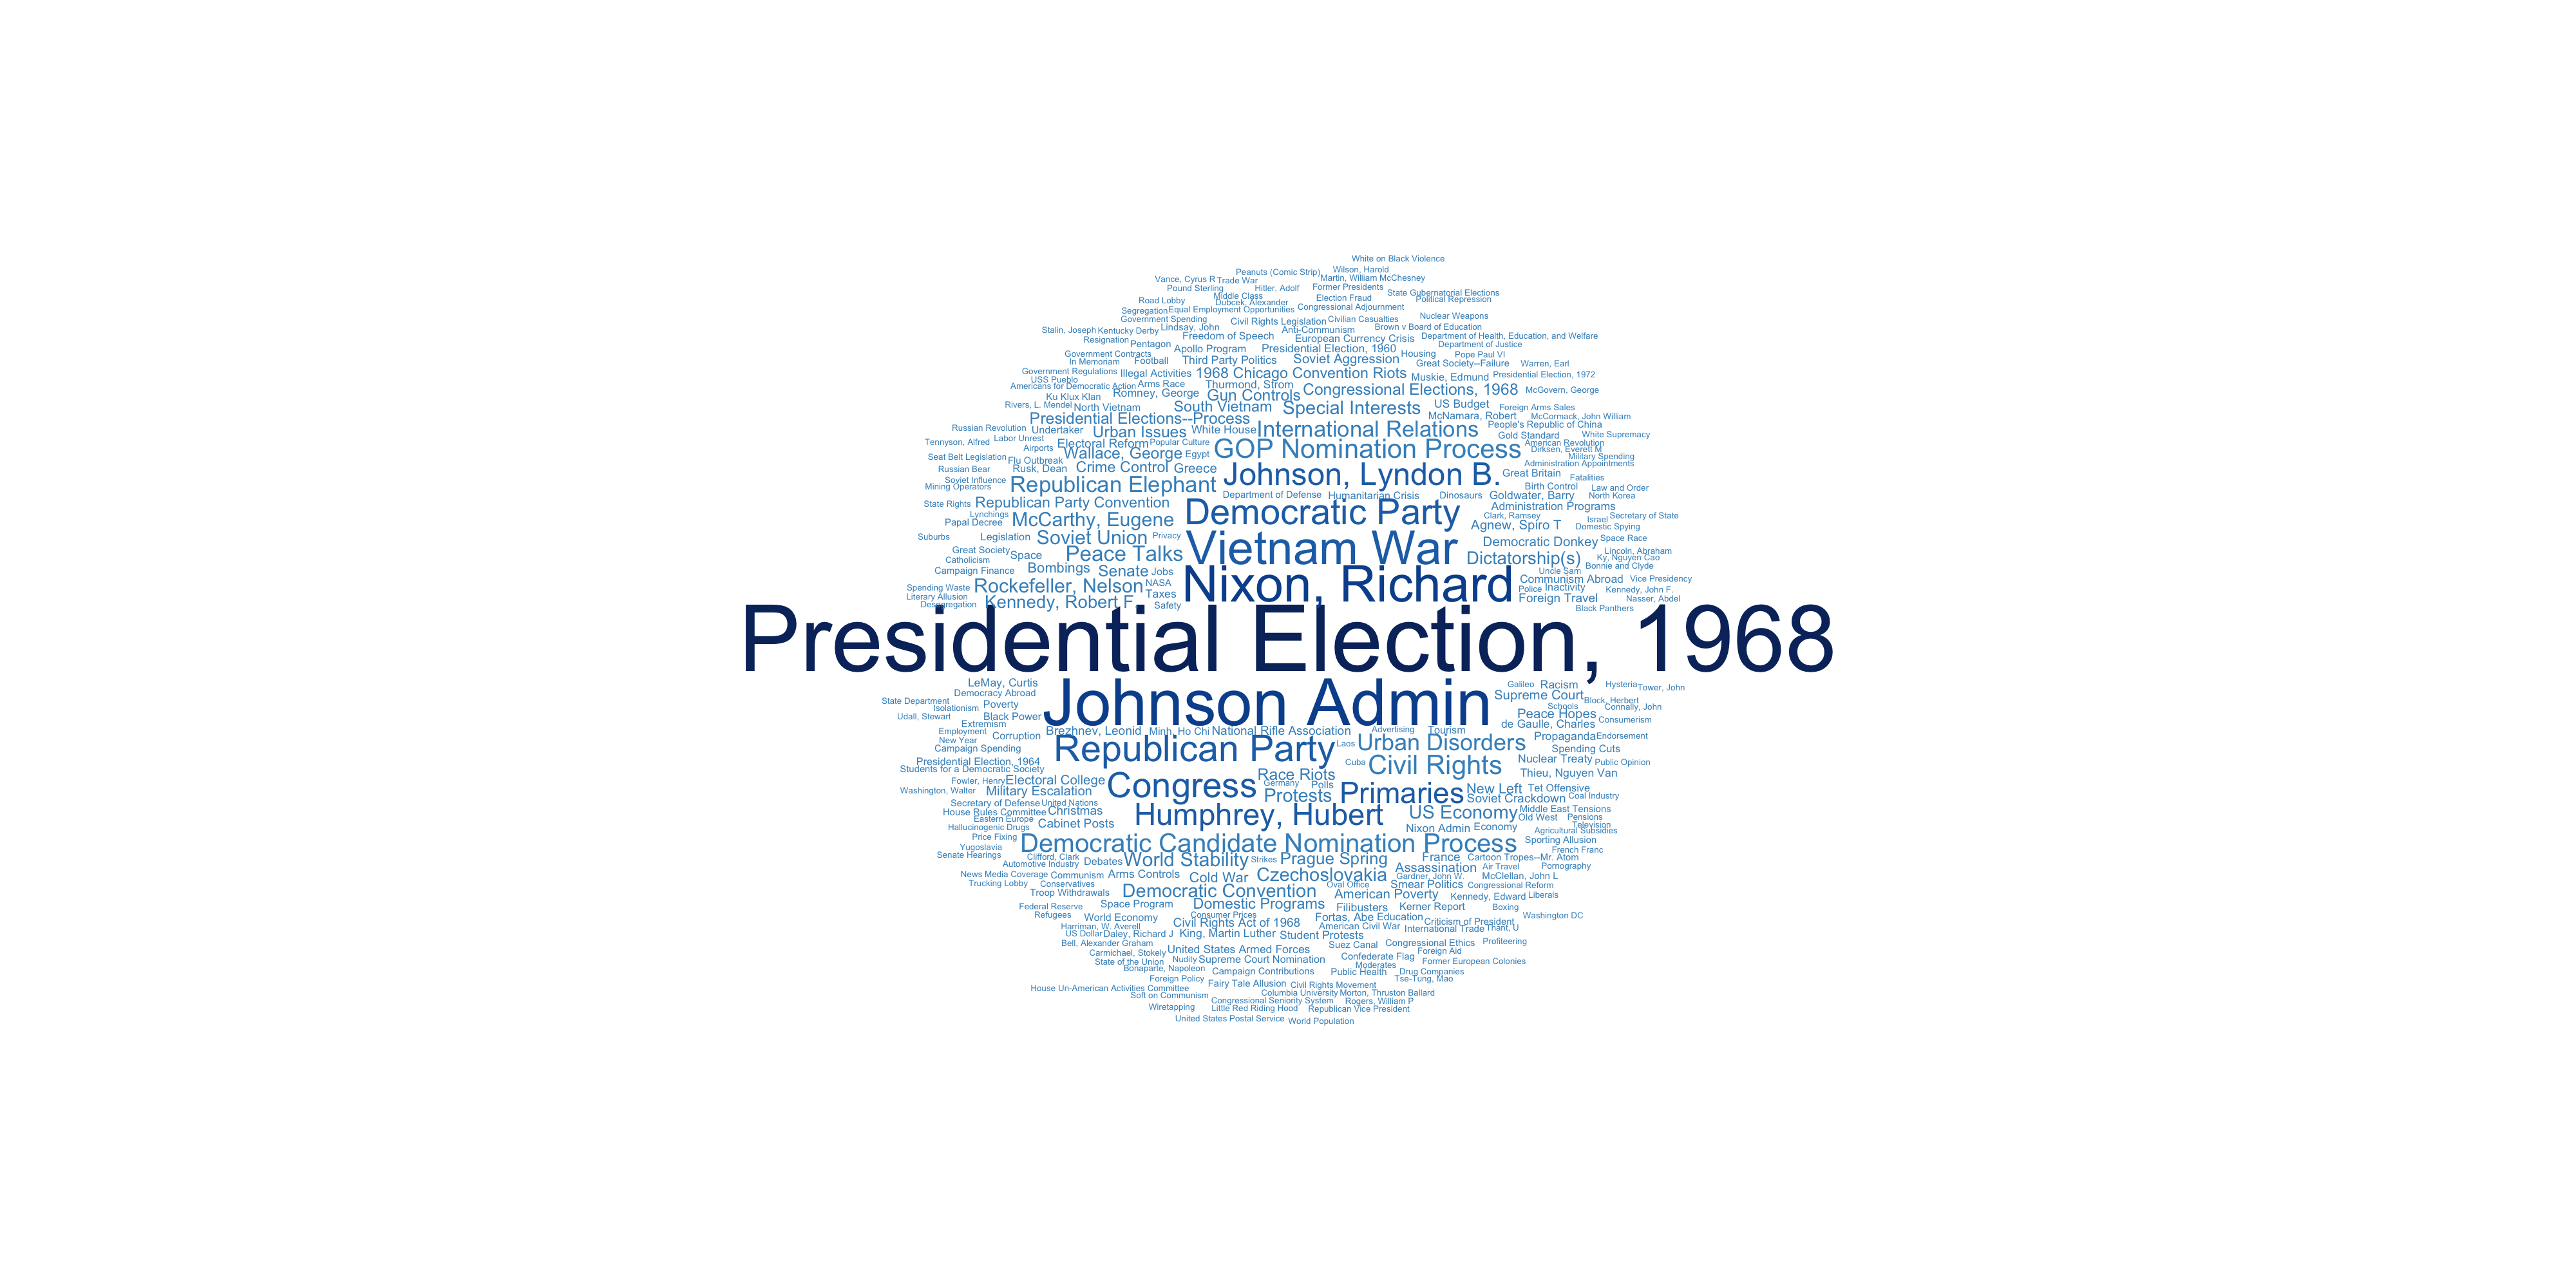 White on Black Violence
Peanuts (Comic Strip) Wilson, Harold
Vance, Cyrus R Trade War Martin, William McChesney
Pound Sterling Hitler, Adolf Former Presidents
Middle Class State Gubernatorial Elections
Road Lobby Dubcek, Alexander Election Fraud Political Repression
Segregation Equal Employment Opportunities Congressional Adjournment
Government Spending Civil Rights Legislation Civilian Casualties Nuclear Weapons
Stalin, Joseph Kentucky Derby Lindsay, John Anti-Communism Brown v Board of Education
Resignation Freedom of Speech European Currency Crisis Department of Health, Education, and Welfare
Pentagon Apollo Program Presidential Election, 1960 Department of Justice
Government Contracts Housing Pope Paul VI
In Memoriam Football Third Party Politics Soviet Aggression Great Society--Failure Warren, Earl
Government Regulations Illegal Activities 1968 Chicago Convention Riots Muskie, Edmund Presidential Election, 1972
USS Pueblo
Americans for Democratic Action Arms Race Thurmond, Strom Congressional Elections, 1968 McGovern, George
Ku Klux Klan Romney, George Gun Controls
Rivers, L. Mendel North Vietnam South Vietnam Special Interests US Budget Foreign Arms Sales
Presidential Elections--Process McNamara, Robert McCormack, John William
Russian Revolution Undertaker Urban Issues White House International Relations People's Republic of China
Tennyson, Alfred Labor Unrest Gold Standard White Supremacy
Airports Electoral Reform Popular Culture GOP Nomination Process American Revolution
Seat Belt Legislation Flu Outbreak Wallace, George Egypt Dirksen, Everett M
Military Spending
Russian Bear Rusk, Dean Crime Control Greece Johnson, Lyndon B. Great Britain Administration Appointments
Soviet Influence Republican Elephant Fatalities
Mining Operators Birth Control Law and Order
State Rights Republican Party Convention Department of Defense Humanitarian Crisis Dinosaurs Goldwater, Barry North Korea
Lynchings Democratic Party Administration Programs
Papal Decree McCarthy, Eugene Clark, Ramsey Israel Secretary of State
Agnew, Spiro T Domestic Spying
Suburbs Legislation Soviet Union Privacy Vietnam War Democratic Donkey Space Race
Great Society Space Peace Talks Dictatorship(s) Lincoln, Abraham
Catholicism Ky, Nguyen Cao
Campaign Finance Bombings Senate Jobs Nixon, Richard Uncle Sam Bonnie and Clyde
Communism Abroad Vice Presidency
Spending Waste Rockefeller, Nelson NASA Police Inactivity Kennedy, John F.
Literary Allusion Taxes Foreign Travel Nasser, Abdel
Desegregation Kennedy, Robert F Safety Black Panthers
Presidential Election, 1968
LeMay, Curtis Johnson Admin Galileo Racism Hysteria Tower, John
Democracy Abroad Supreme Court
State Department Poverty Block, Herbert
Isolationism Schools Connally, John
Udall, Stewart Black Power Peace Hopes Consumerism
Extremism de Gaulle, Charles
Employment Brezhnev, Leonid Minh, Ho Chi National Rifle Association Advertising Tourism
New Year Corruption Propaganda Endorsement
Campaign Spending Republican Party Laos Urban Disorders Spending Cuts
Presidential Election, 1964 Cuba Civil Rights Nuclear Treaty Public Opinion
Students for a Democratic Society Race Riots Thieu, Nguyen Van
Fowler, Henry Electoral College Congress Germany Polls
Washington, Walter Military Escalation Protests Primaries New Left Tet Offensive
Soviet Crackdown Coal Industry
Secretary of Defense United Nations
House Rules Committee Christmas Humphrey, Hubert US Economy Middle East Tensions
Eastern Europe Old West Pensions
Hallucinogenic Drugs Cabinet Posts Nixon Admin Economy Television
Agricultural Subsidies
Price Fixing Democratic Candidate Nomination Process Sporting Allusion
Yugoslavia French Franc
Senate Hearings Clifford, Clark Debates World Stability Strikes Prague Spring France Cartoon Tropes--Mr. Atom
Automotive Industry Assassination Air Travel Pornography
News Media Coverage Communism Arms Controls Cold War Czechoslovakia Gardner, John W. McClellan, John L
Trucking Lobby Conservatives Oval Office Smear Politics Congressional Reform
Troop Withdrawals Democratic Convention American Poverty Kennedy, Edward Liberals
Federal Reserve Space Program Domestic Programs Filibusters Kerner Report Boxing
Refugees World Economy Consumer Prices Fortas, Abe Education Washington DC
Harriman, W. Averell Civil Rights Act of 1968 American Civil War Criticism of President
US Dollar Daley, Richard J King, Martin Luther Student Protests International Trade Thant, U
Bell, Alexander Graham Suez Canal Congressional Ethics Profiteering
Carmichael, Stokely United States Armed Forces Confederate Flag Foreign Aid
State of the Union Nudity Supreme Court Nomination Former European Colonies
Bonaparte, Napoleon Campaign Contributions Moderates
Public Health Drug Companies
Foreign Policy Fairy Tale Allusion Civil Rights Movement Tse-Tung, Mao
House Un-American Activities Committee
Soft on Communism Columbia University Morton, Thruston Ballard
Congressional Seniority System Rogers, William P
Wiretapping Little Red Riding Hood Republican Vice President
United States Postal Service World Population